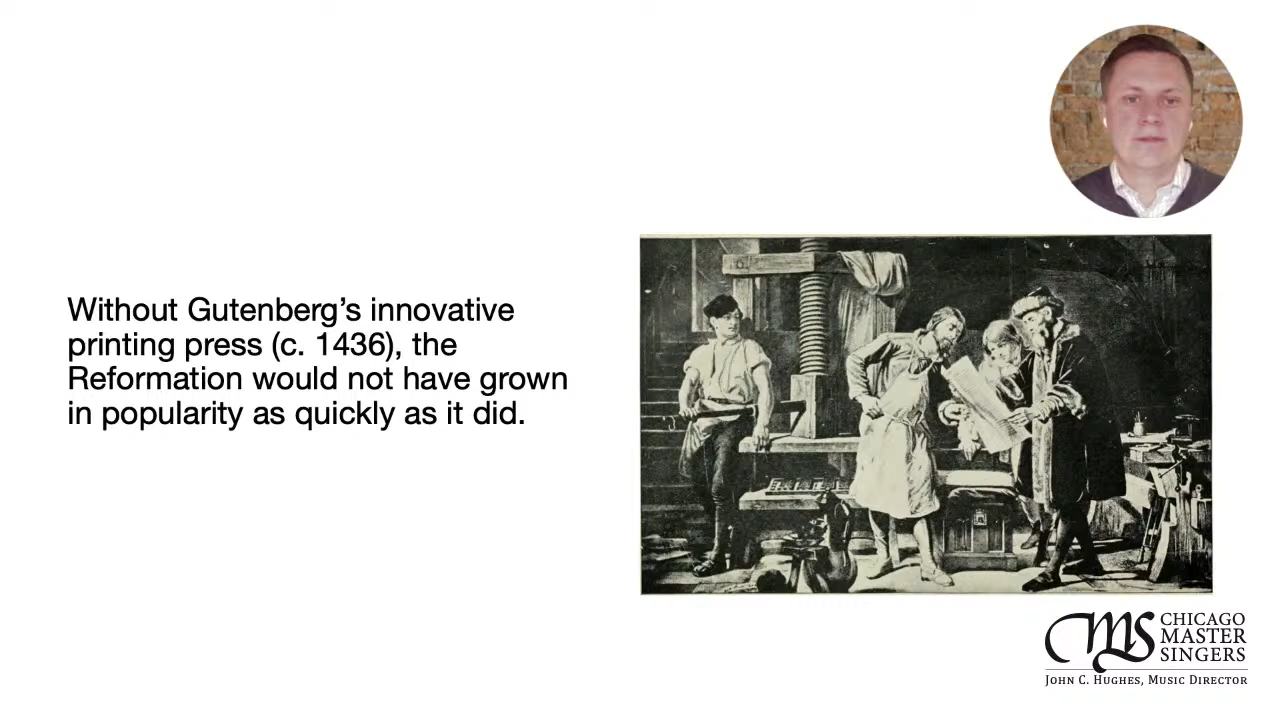 Without Gutenberg’s innovative
printing press (c. 1436), the
Reformation would not have grown
in popularity as quickly as it did.
CMS
CHICAGO
MASTER
SINGERS
John C. Hughes, Music Director